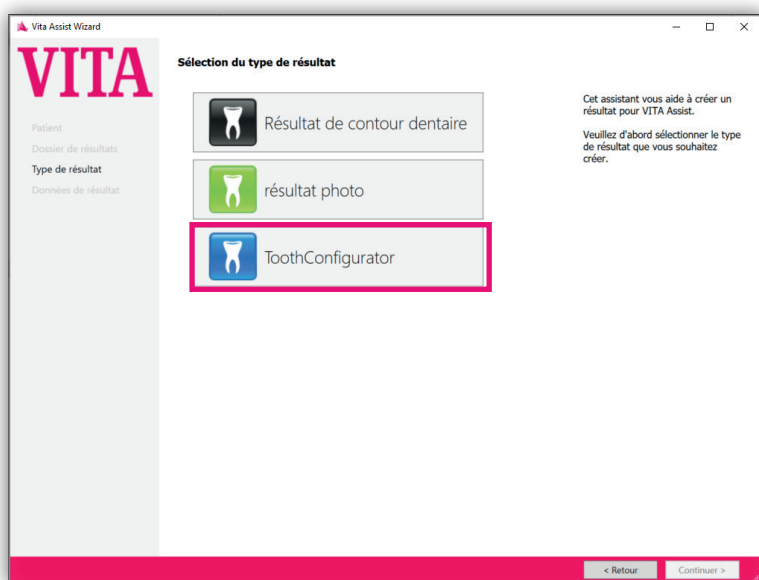 Vita Assist Wizard
VITA
Patient
Dossier de résultats
Type de résultat
Données de résultat
Sélection du type de résultat
Résultat de contour dentaire
résultat photo
ToothConfigurator
Cet assistant vous aide à créer un
résultat pour VITA Assist.
Veuillez d'abord sélectionner le type
de résultat que vous souhaitez
créer.
< Retour
Continuer >